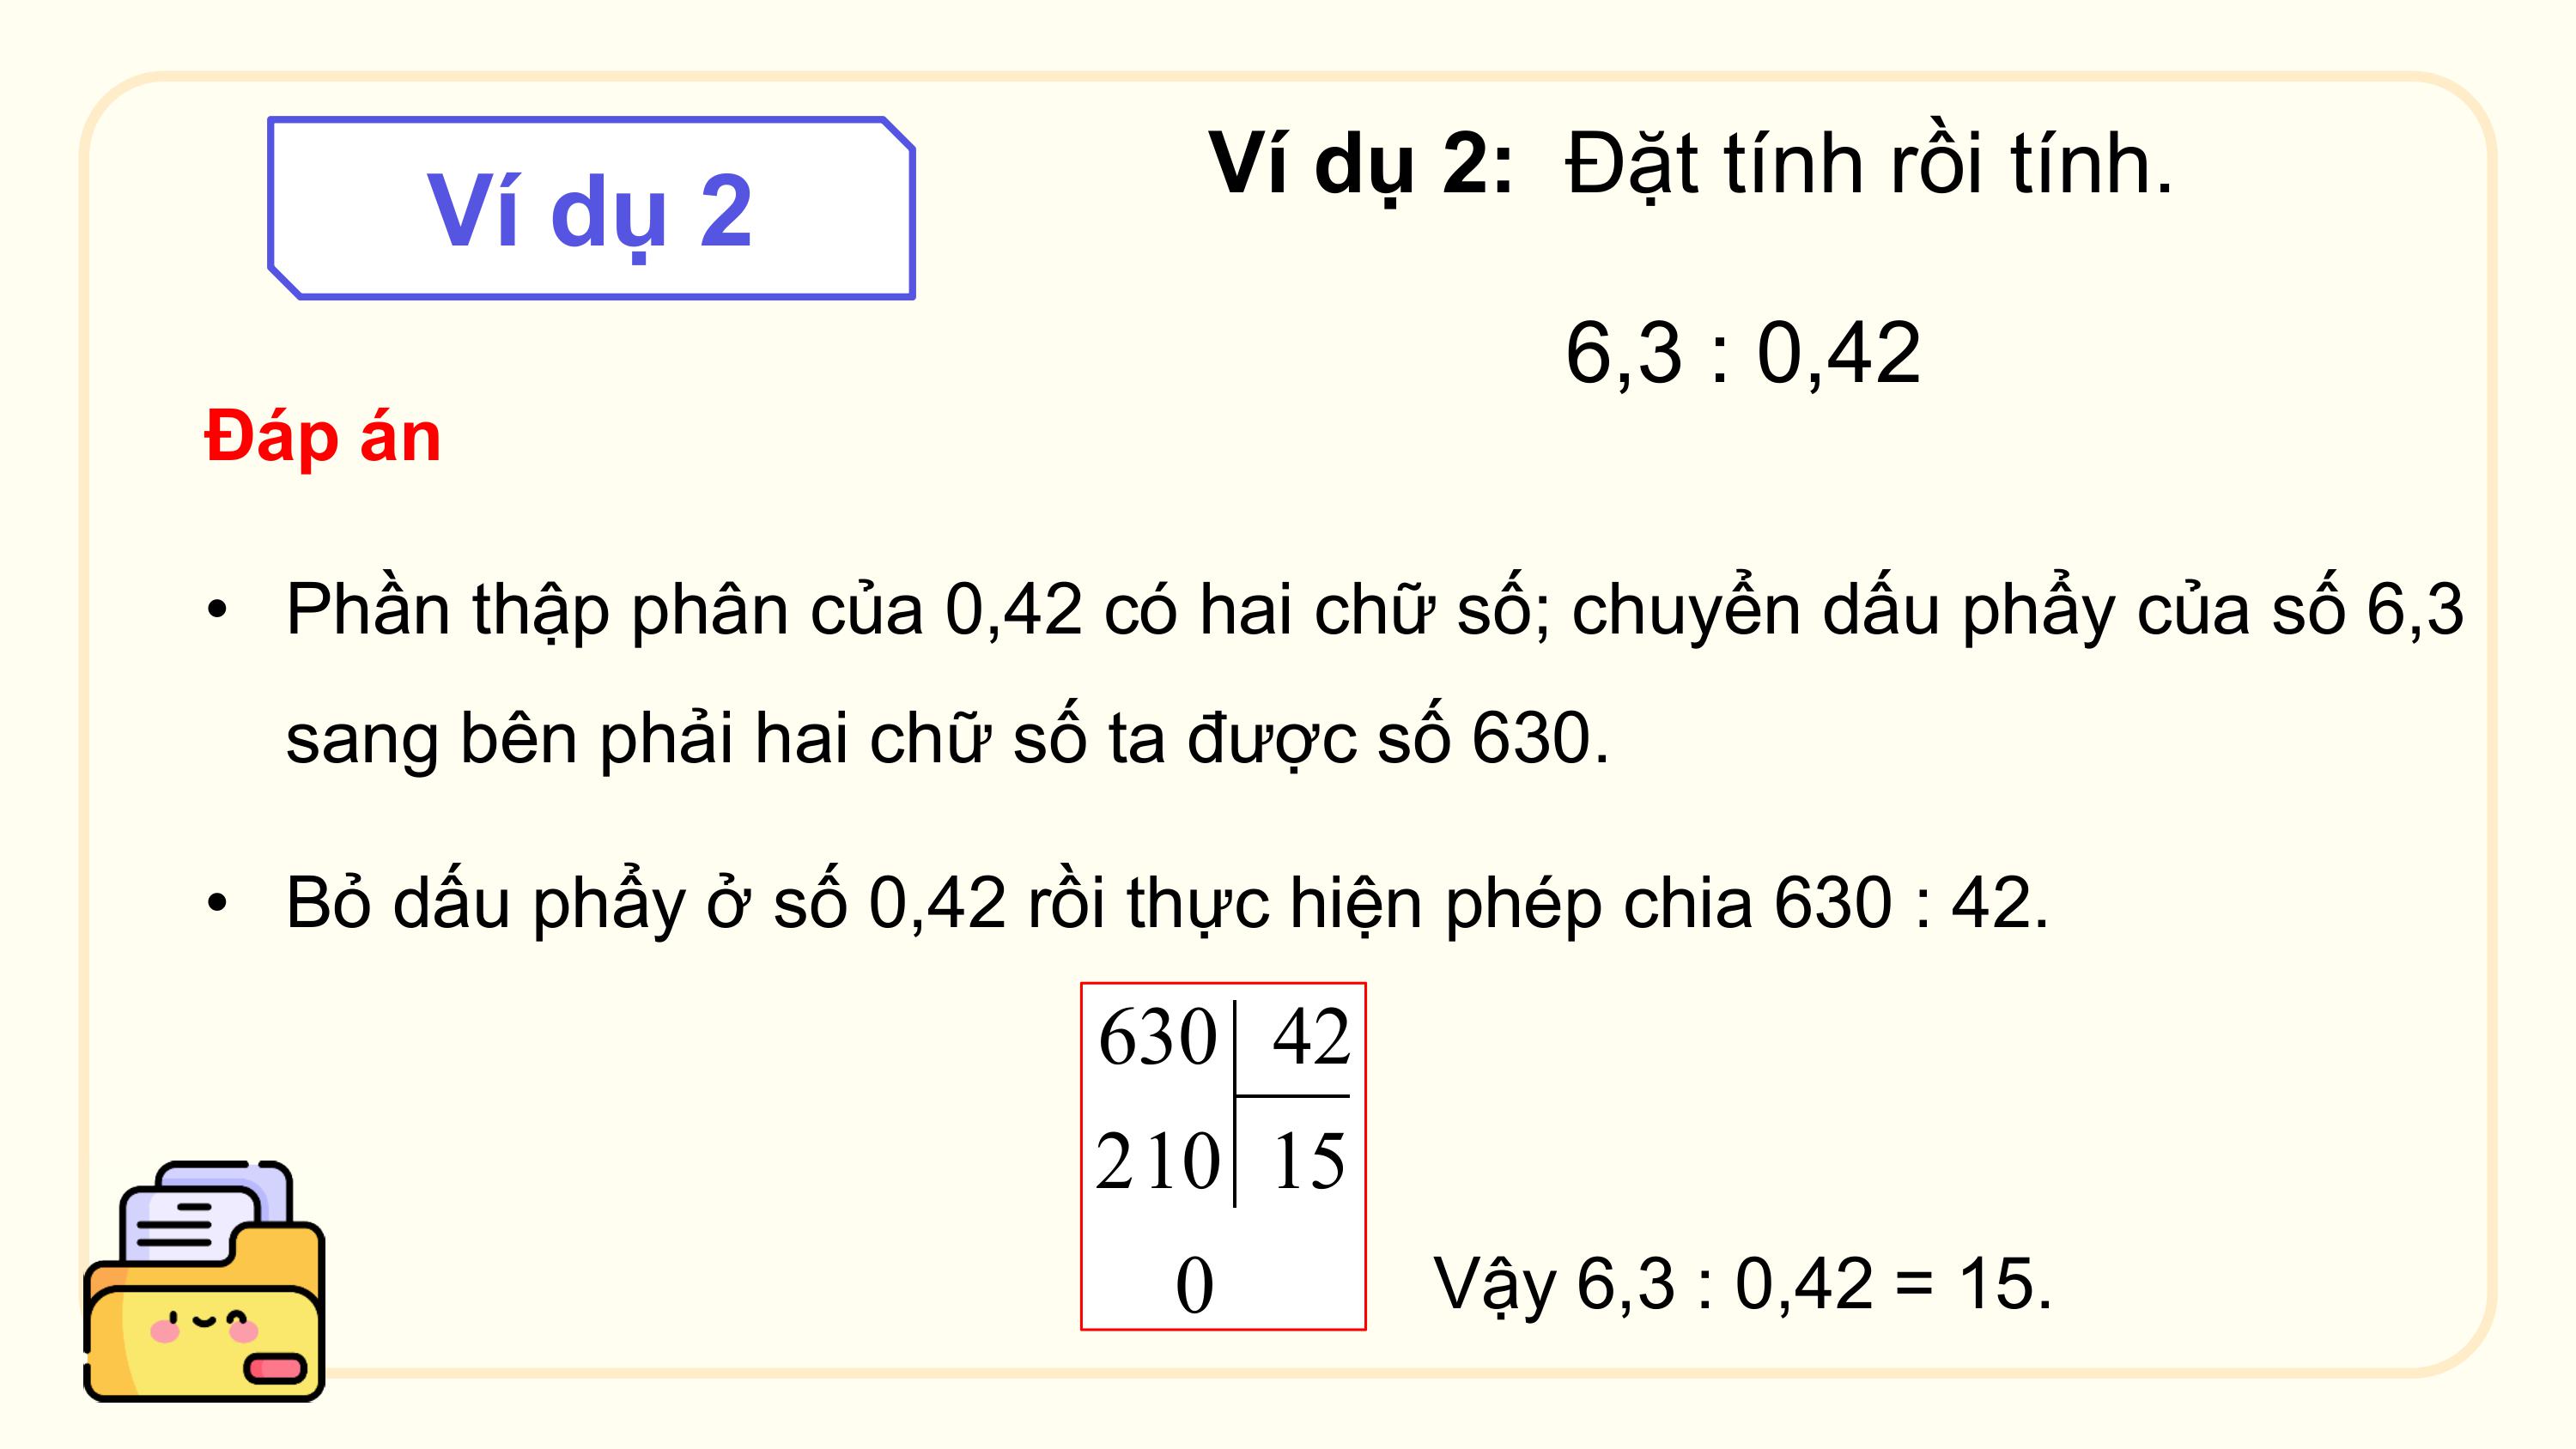 Ví dụ 2
Ví dụ 2: Đặt tính rồi tính.
6,3 : 0,42
Đáp án
• Phần thập phân của 0,42 có hai chữ số; chuyển dấu phẩy của số 6,3
sang bên phải hai chữ số ta được số 630.
• Bỏ dấu phẩy ở số 0,42 rồi thực hiện phép chia 630 : 42.
630 42
210 15
0
Vậy 6,3 : 0,42 = 15.